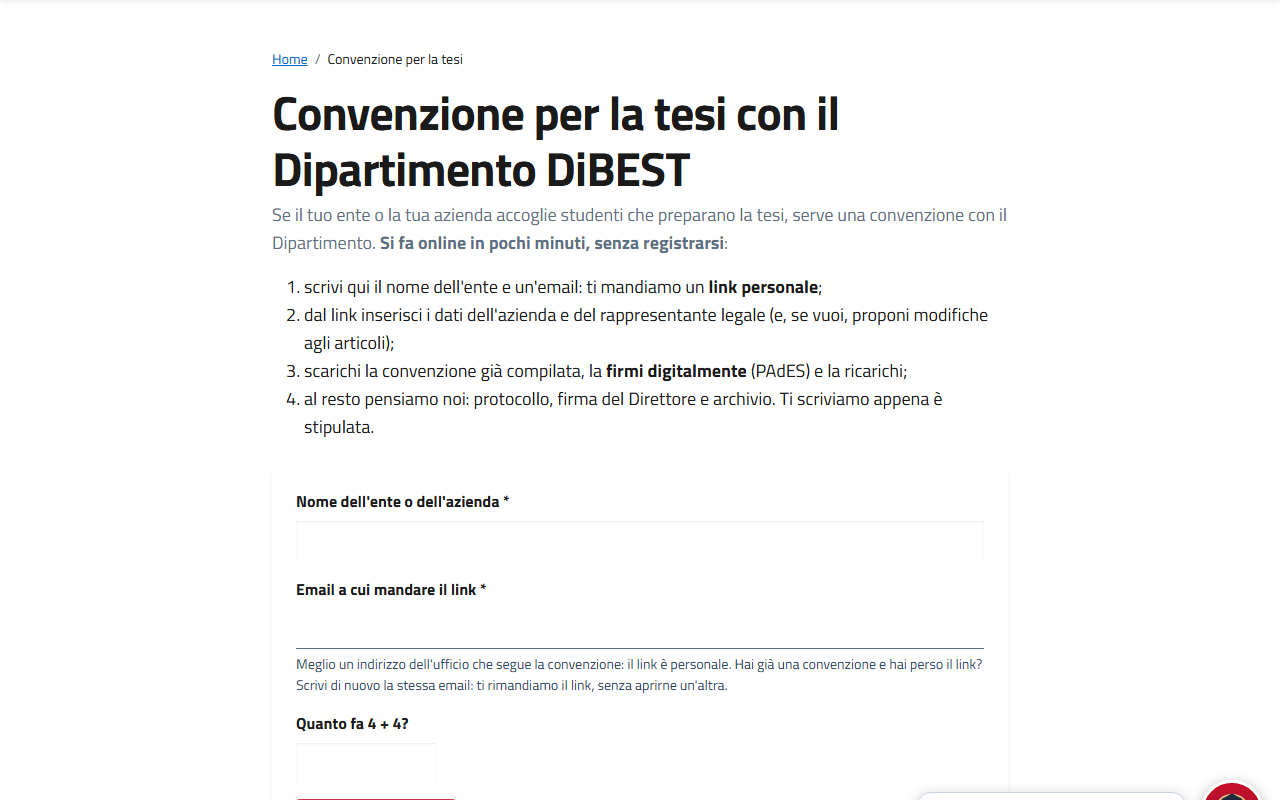 Home / Convenzione per la tesi
Convenzione per la tesi con il
Dipartimento DiBEST
Se il tuo ente o la tua azienda accoglie studenti che preparano la tesi, serve una convenzione con il
Dipartimento. Si fa online in pochi minuti, senza registrarsi:
1. scrivi qui il nome dell'ente e un'email: ti mandiamo un link personale;
2. dal link inserisci i dati dell'azienda e del rappresentante legale (e, se vuoi, proponi modifiche
agli articoli);
3. scarichi la convenzione già compilata, la firmi digitalmente (PAdES) e la ricarichi;
4. al resto pensiamo noi: protocollo, firma del Direttore e archivio. Ti scriviamo appena è
stipulata.
Nome dell'ente o dell'azienda *
Email a cui mandare il link *
Meglio un indirizzo dell'ufficio che segue la convenzione: il link è personale. Hai già una convenzione e hai perso il link?
Scrivi di nuovo la stessa email: ti rimandiamo il link, senza aprirne un'altra.
Quanto fa 4 + 4?